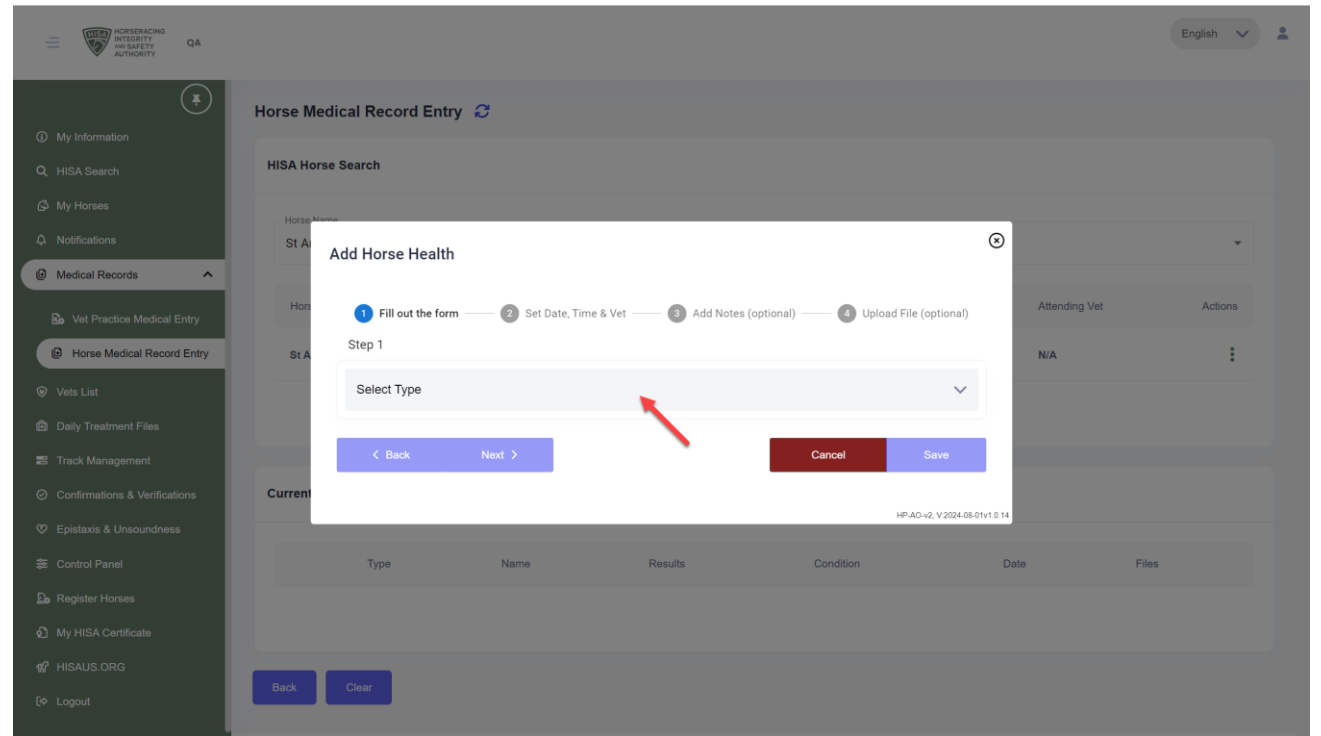 HISA
HORSERACING
INTEGRITY
AND SAFETY
AUTHORITY
QA
English
My Information
HISA Search
My Horses
Notifications
Medical Records
Vet Practice Medical Entry
Horse Medical Record Entry
Vets List
Daily Treatment Files
Track Management
Confirmations & Verifications
Epistaxis & Unsoundness
Control Panel
Register Horses
My HISA Certificate
HISAUS.ORG
Logout
Horse Medical Record Entry
HISA Horse Search
Horse Name
St A
Hors
Attending Vet
Actions
St A
N/A
Add Horse Health
1 Fill out the form
2 Set Date, Time & Vet
3 Add Notes (optional)
4 Upload File (optional)
Step 1
Select Type
Back
Next
Cancel
Save
HP-AO-v2, V:2024-08-01v1.0.14
Current
Type Name Results Condition Date Files
Back
Clear